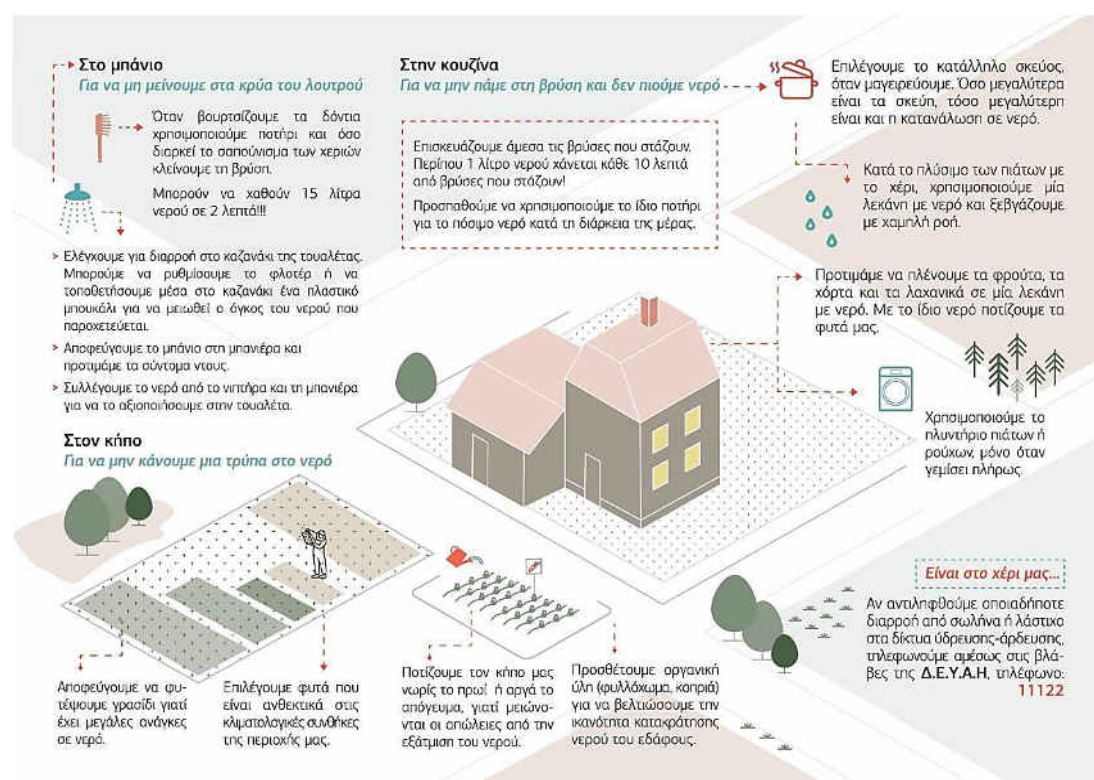 Στο μπάνιο
Για να μη μείνουμε στα κρύα του λουτρού
Όταν βουρτσίζουμε τα δόντια
χρησιμοποιούμε ποτήρι και όσο
διαρκεί το σαπούνισμα των χεριών
κλείνουμε τη βρύση.
Μπορούν να χαθούν 15 λίτρα
νερού σε 2 λεπτά!!!
> Ελέγχουμε για διαρροή στο καζανάκι της τουαλέτας.
Μπορούμε να ρυθμίσουμε το φλοτέρ ή να
τοποθετήσουμε μέσα στο καζανάκι ένα πλαστικό
μπουκάλι για να μειωθεί ο όγκος του νερού που
παροχετεύεται.
> Αποφεύγουμε το μπάνιο στη μπανιέρα και
προτιμάμε τα σύντομα ντους.
> Συλλέγουμε το νερό από το νιπτήρα και τη μπανιέρα
για να το αξιοποιήσουμε στην τουαλέτα.
Στην κουζίνα
Για να μην πάμε στη βρύση και δεν πιούμε νερό
Επισκευάζουμε άμεσα τις βρύσες που στάζουν.
Περίπου 1 λίτρο νερού χάνεται κάθε 10 λεπτά
από βρύσες που στάζουν!
Προσπαθούμε να χρησιμοποιούμε το ίδιο ποτήρι
για το πόσιμο νερό κατά τη διάρκεια της μέρας.
Επιλέγουμε το κατάλληλο σκεύος,
όταν μαγειρεύουμε. Όσο μεγαλύτερα
είναι τα σκεύη, τόσο μεγαλύτερη
είναι και η κατανάλωση σε νερό.
Κατά το πλύσιμο των πιάτων με
το χέρι, χρησιμοποιούμε μία
λεκάνη με νερό και ξεβγάζουμε
με χαμηλή ροή.
Προτιμάμε να πλένουμε τα φρούτα, τα
χόρτα και τα λαχανικά σε μία λεκάνη
με νερό. Με το ίδιο νερό ποτίζουμε τα
φυτά μας.
Χρησιμοποιούμε το
πλυντήριο πιάτων ή
ρούχων, μόνο όταν
γεμίσει πλήρως.
Στον κήπο
Για να μην κάνουμε μια τρύπα στο νερό
Αποφεύγουμε να φυ-
τέψουμε γρασίδι γιατί
έχει μεγάλες ανάγκες
σε νερό.
Επιλέγουμε φυτά που
είναι ανθεκτικά στις
κλιματολογικές συνθήκες
της περιοχής μας.
Ποτίζουμε τον κήπο μας
νωρίς το πρωί ή αργά το
απόγευμα, γιατί μειώνο-
νται οι απώλειες από την
εξάτμιση του νερού.
Προσθέτουμε οργανική
ύλη (φυλλόχωμα, κοπριά)
για να βελτιώσουμε την
ικανότητα κατακράτησης
νερού του εδάφους.
Είναι στο χέρι μας...
Αν αντιληφθούμε οποιαδήποτε
διαρροή από σωλήνα ή λάστιχο
στα δίκτυα ύδρευσης-άρδευσης,
τηλεφωνούμε αμέσως στις βλά-
βες της Δ.Ε.Υ.Α.Η, τηλέφωνο:
11122